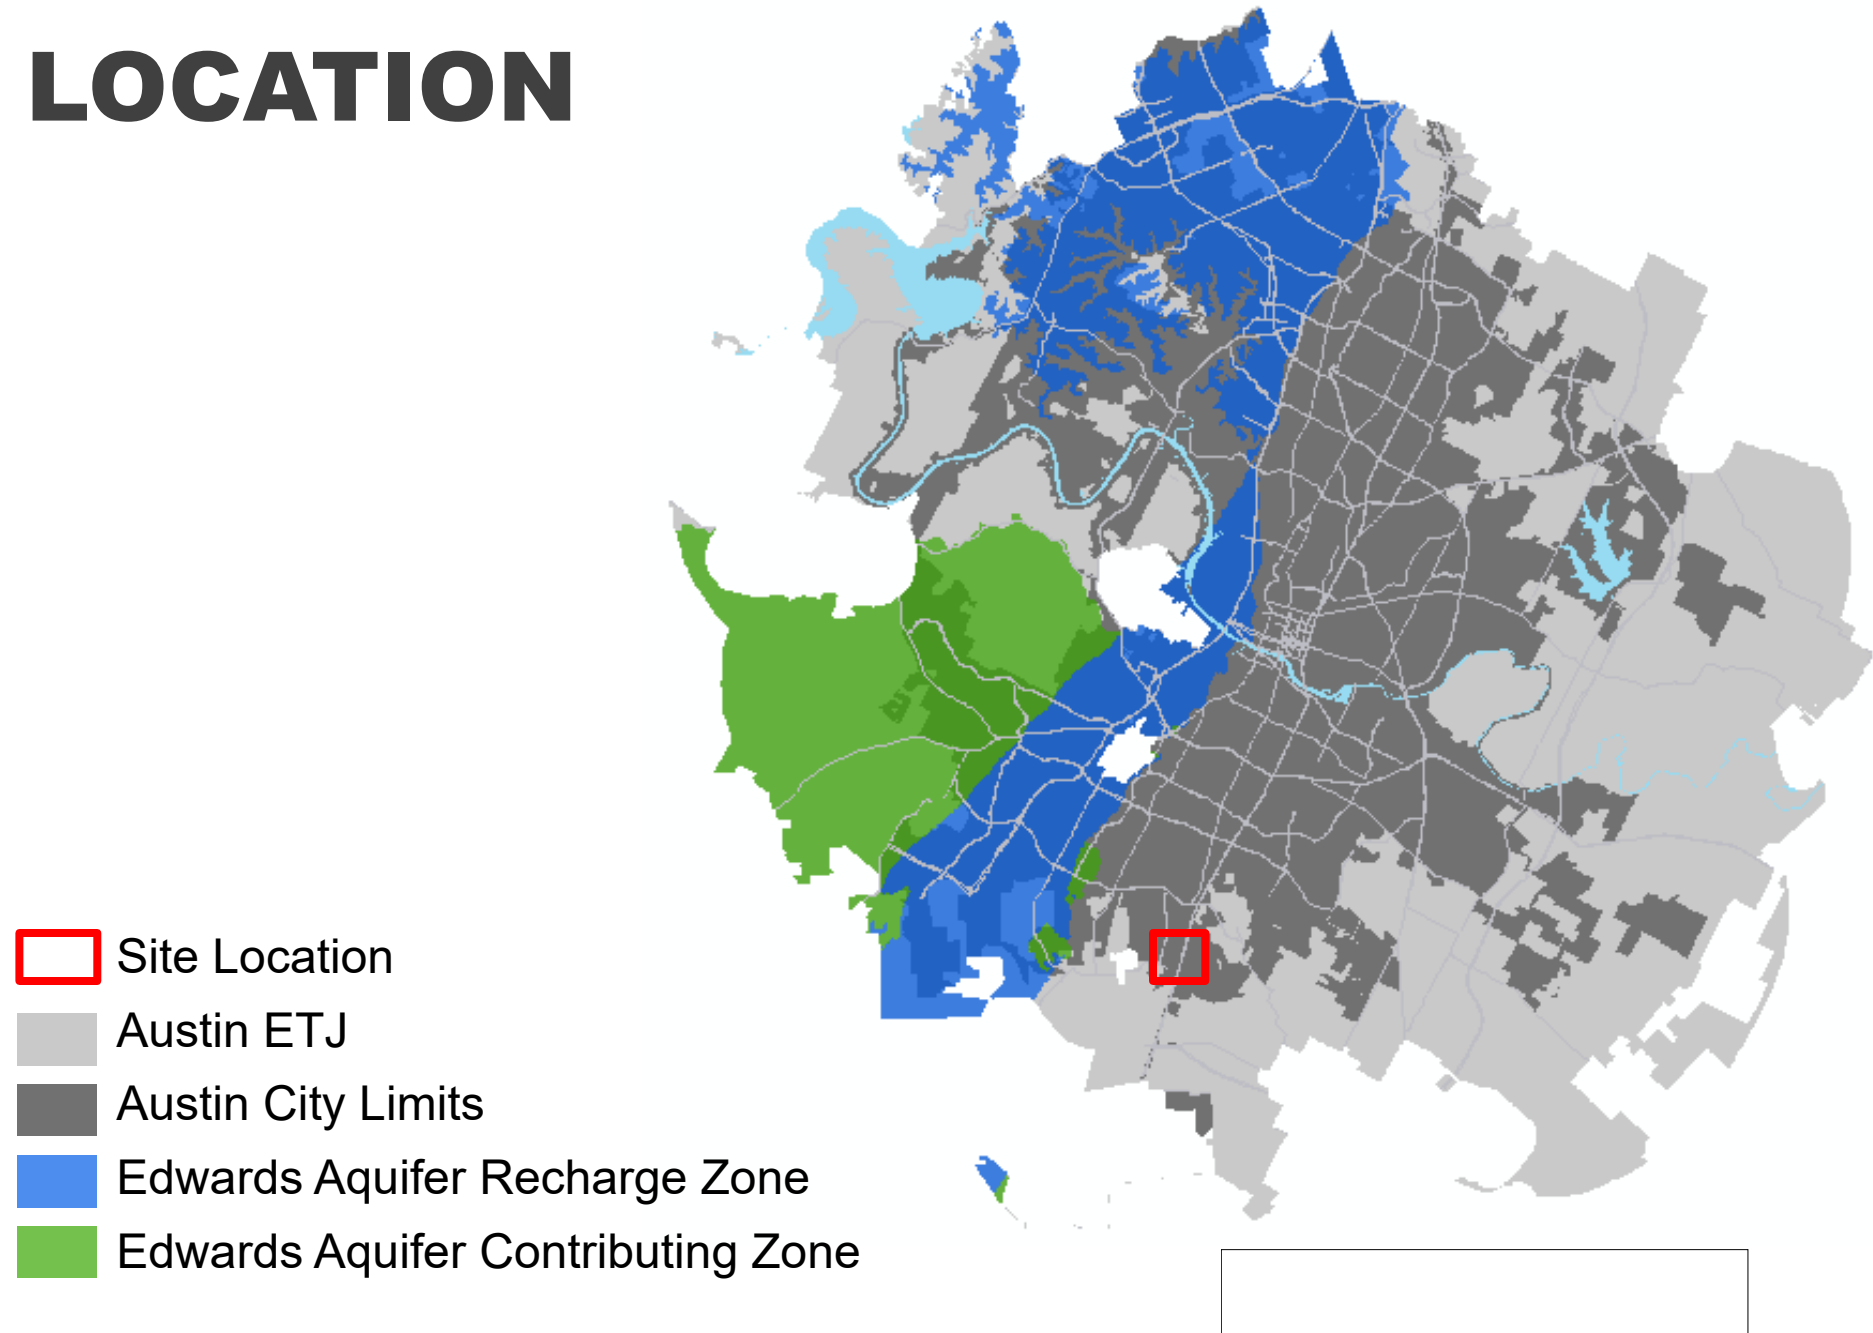 LOCATION
Site Location
Austin ETJ
Austin City Limits
Edwards Aquifer Recharge Zone
Edwards Aquifer Contributing Zone